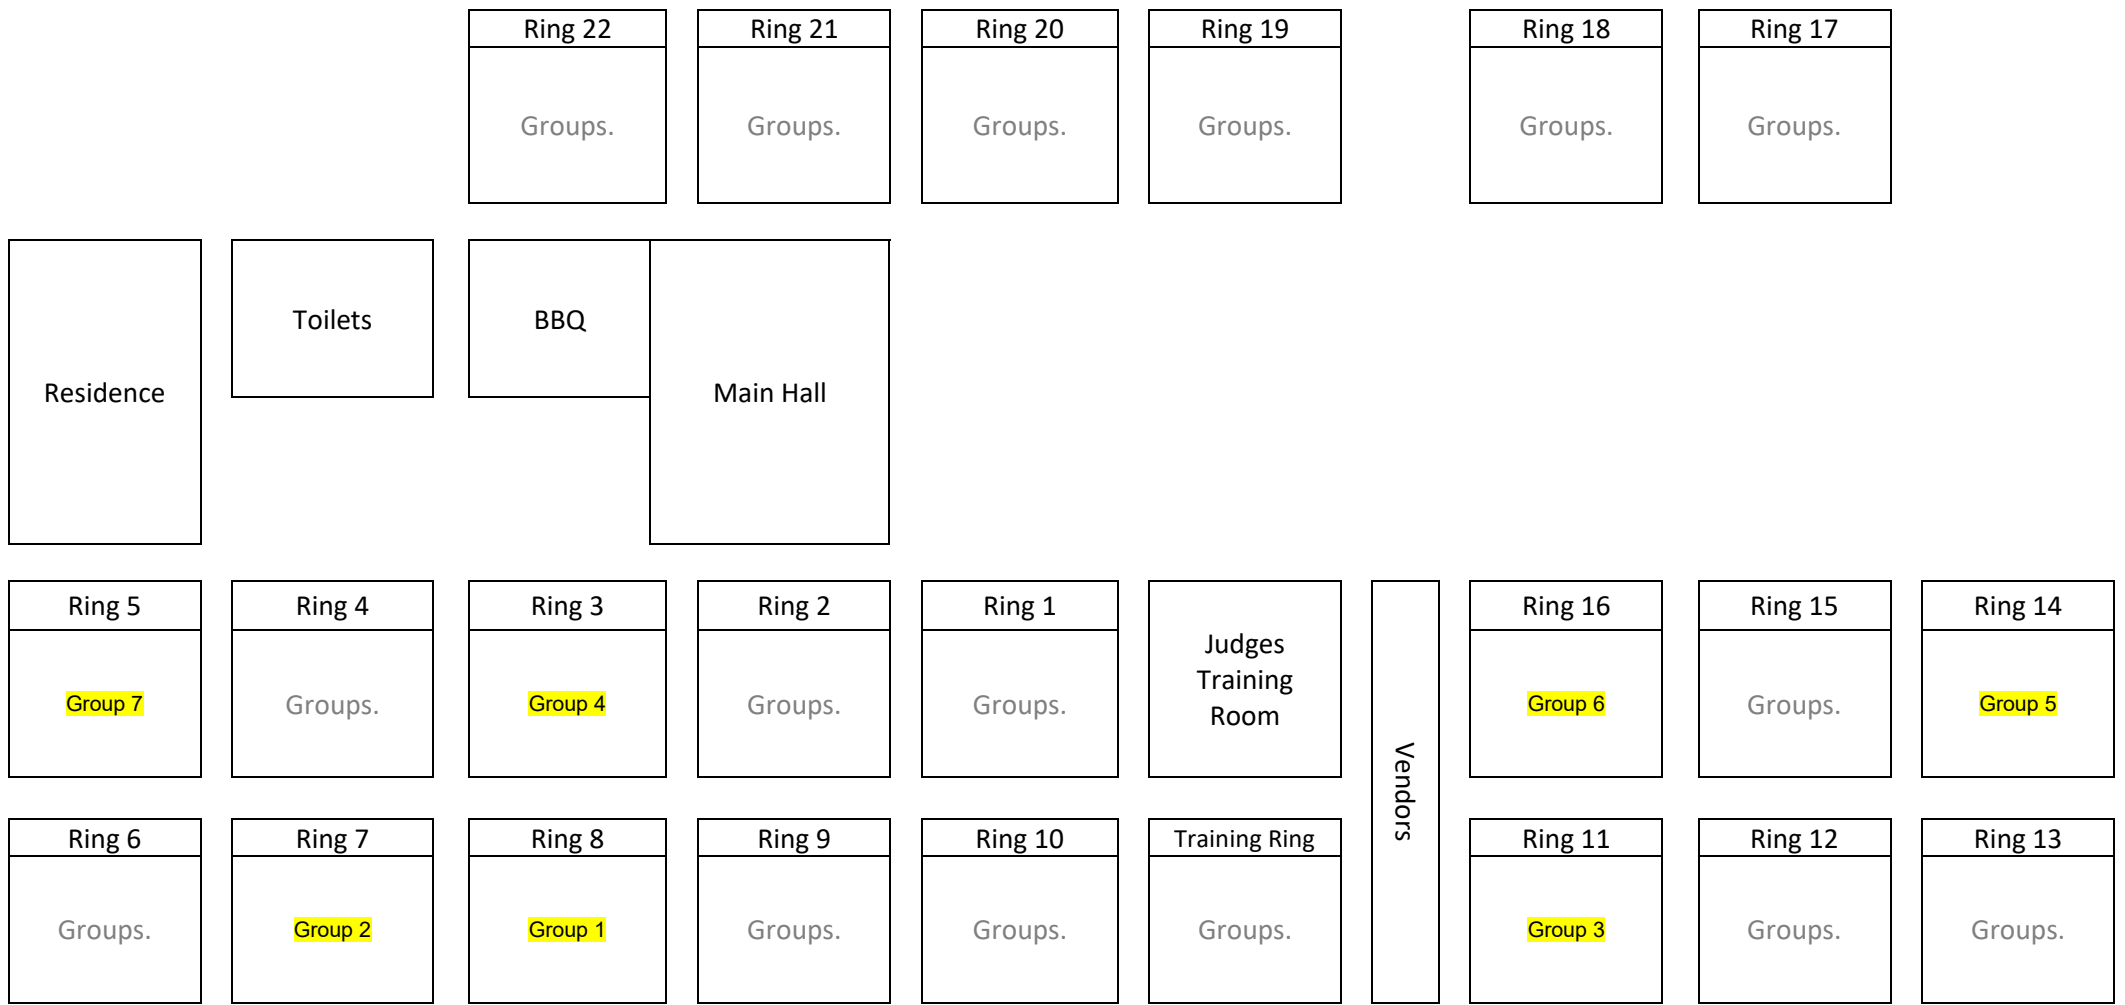 Ring 22
Ring 21
Ring 20
Ring 19
Ring 18
Ring 17
Groups.
Groups.
Groups.
Groups.
Groups.
Groups.
Residence
Toilets
BBQ
Main Hall
Ring 5
Ring 4
Ring 3
Ring 2
Ring 1
Judges
Training
Room
Vendors
Ring 16
Ring 15
Ring 14
Group 7
Groups.
Group 4
Groups.
Groups.
Group 6
Groups.
Group 5
Ring 6
Ring 7
Ring 8
Ring 9
Ring 10
Training Ring
Ring 11
Ring 12
Ring 13
Groups.
Group 2
Group 1
Groups.
Groups.
Groups.
Group 3
Groups.
Groups.